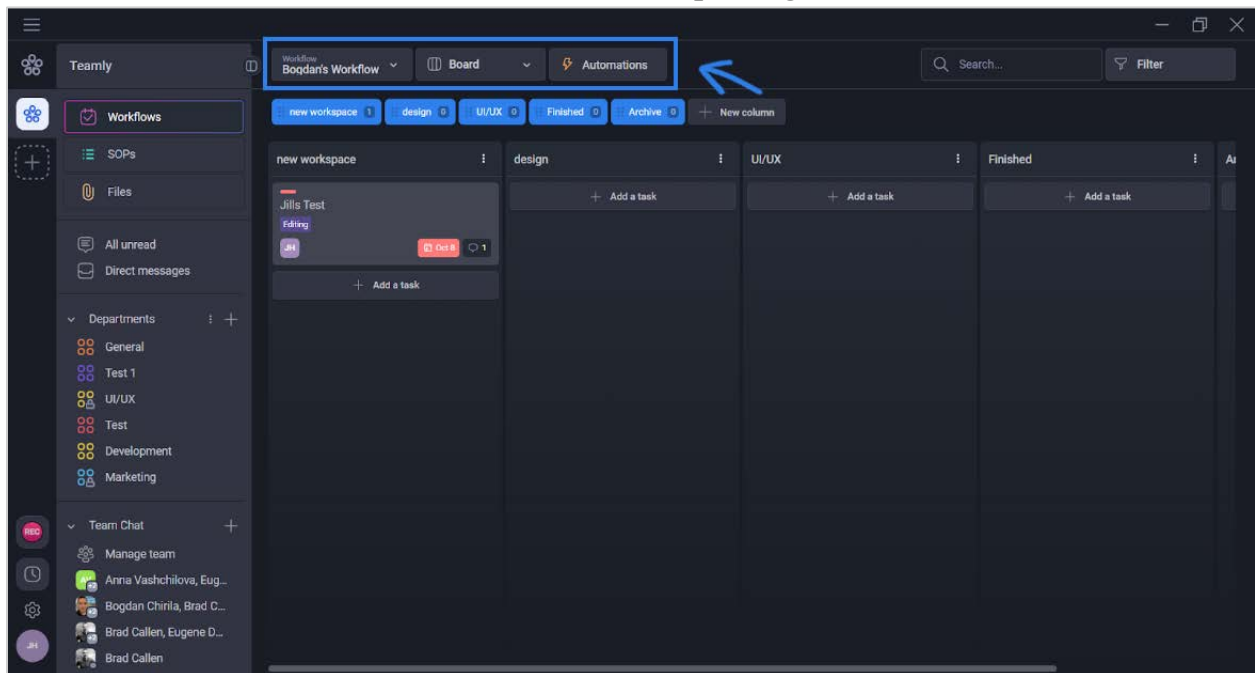 Teamly
Workflow
Bogdan's Workflow
Board
Automations
Search...
Filter
Workflows
SOPs
Files
All unread
Direct messages
Departments
General
Test 1
UI/UX
Test
Development
Marketing
Team Chat
Manage team
Anna Vashchilova, Eug...
Bogdan Chirila, Brad C...
Brad Callen, Eugene D...
Brad Callen
REC
JH
new workspace 1
design 0
UI/UX 0
Finished 0
Archive 0
New column
new workspace
Jills Test
Editing
JH
Oct 8
1
+ Add a task
design
+ Add a task
UI/UX
+ Add a task
Finished
+ Add a task